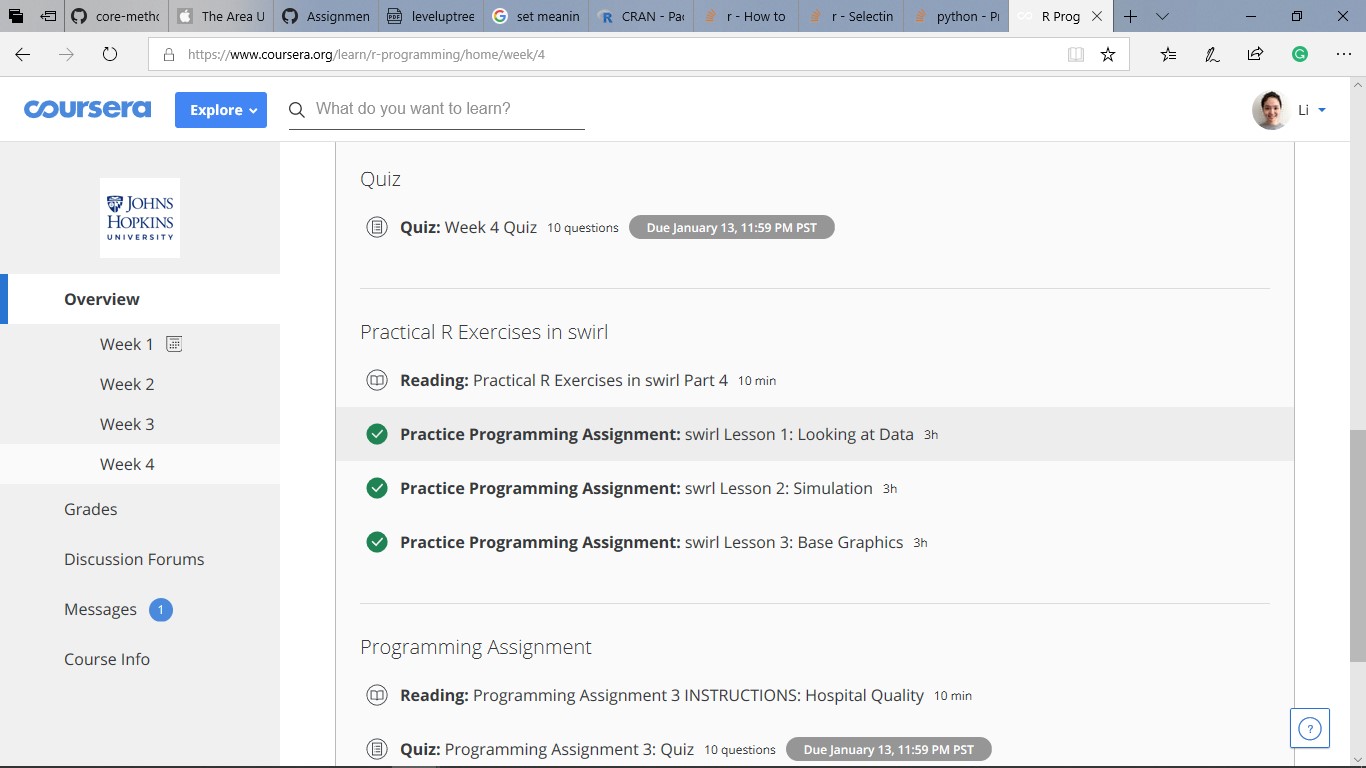 core-metho
The Area U
Assignmen
leveluptree
set meanin
CRAN - Pac
r - How to
r - Selectin
python - Pr
R Prog
https://www.coursera.org/learn/r-programming/home/week/4
coursera
Explore
What do you want to learn?
Li
JOHNS
HOPKINS
UNIVERSITY
Overview
Week 1
Week 2
Week 3
Week 4
Grades
Discussion Forums
Messages 1
Course Info
Quiz
Quiz: Week 4 Quiz 10 questions Due January 13, 11:59 PM PST
Practical R Exercises in swirl
Reading: Practical R Exercises in swirl Part 4 10 min
Practice Programming Assignment: swirl Lesson 1: Looking at Data 3h
Practice Programming Assignment: swrl Lesson 2: Simulation 3h
Practice Programming Assignment: swirl Lesson 3: Base Graphics 3h
Programming Assignment
Reading: Programming Assignment 3 INSTRUCTIONS: Hospital Quality 10 min
Quiz: Programming Assignment 3: Quiz 10 questions Due January 13, 11:59 PM PST
?